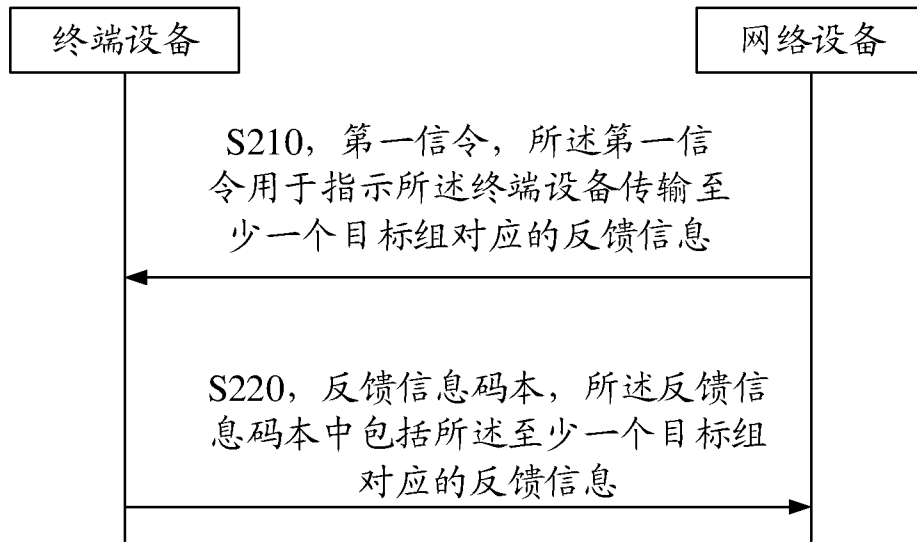 终端设备
网络设备
S210，第一信令，所述第一信
令用于指示所述终端设备传输至
少一个目标组对应的反馈信息
S220，反馈信息码本，所述反馈信
息码本中包括所述至少一个目标组
对应的反馈信息